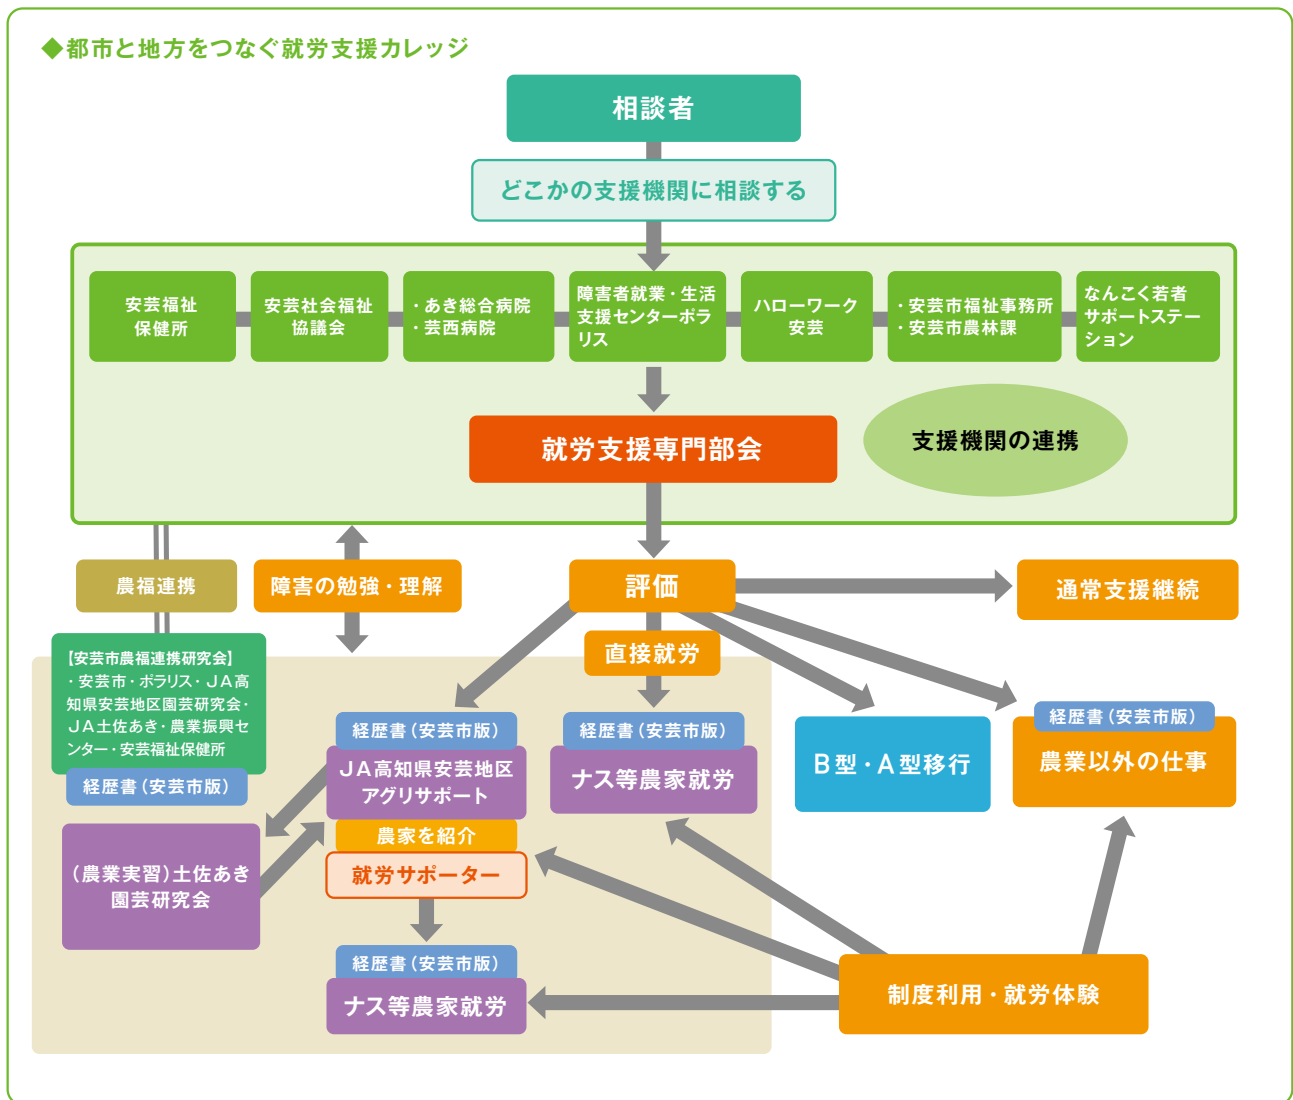 ◆都市と地方をつなぐ就労支援カレッジ
相談者
どこかの支援機関に相談する
安芸福祉
保健所
安芸社会福祉
協議会
・あき総合病院
・芸西病院
障害者就業・生活
支援センターポラ
リス
ハローワーク
安芸
・安芸市福祉事務所
・安芸市農林課
なんこく若者
サポートステー
ション
就労支援専門部会
支援機関の連携
農福連携
障害の勉強・理解
評価
通常支援継続
直接就労
【安芸市農福連携研究会】
・安芸市・ポラリス・ＪＡ高
知県安芸地区園芸研究会・
ＪＡ土佐あき・農業振興セ
ンター・安芸福祉保健所
経歴書（安芸市版）
（農業実習）土佐あき
園芸研究会
経歴書（安芸市版）
ＪＡ高知県安芸地区
アグリサポート
農家を紹介
就労サポーター
経歴書（安芸市版）
ナス等農家就労
経歴書（安芸市版）
ナス等農家就労
Ｂ型・Ａ型移行
経歴書（安芸市版）
農業以外の仕事
制度利用・就労体験